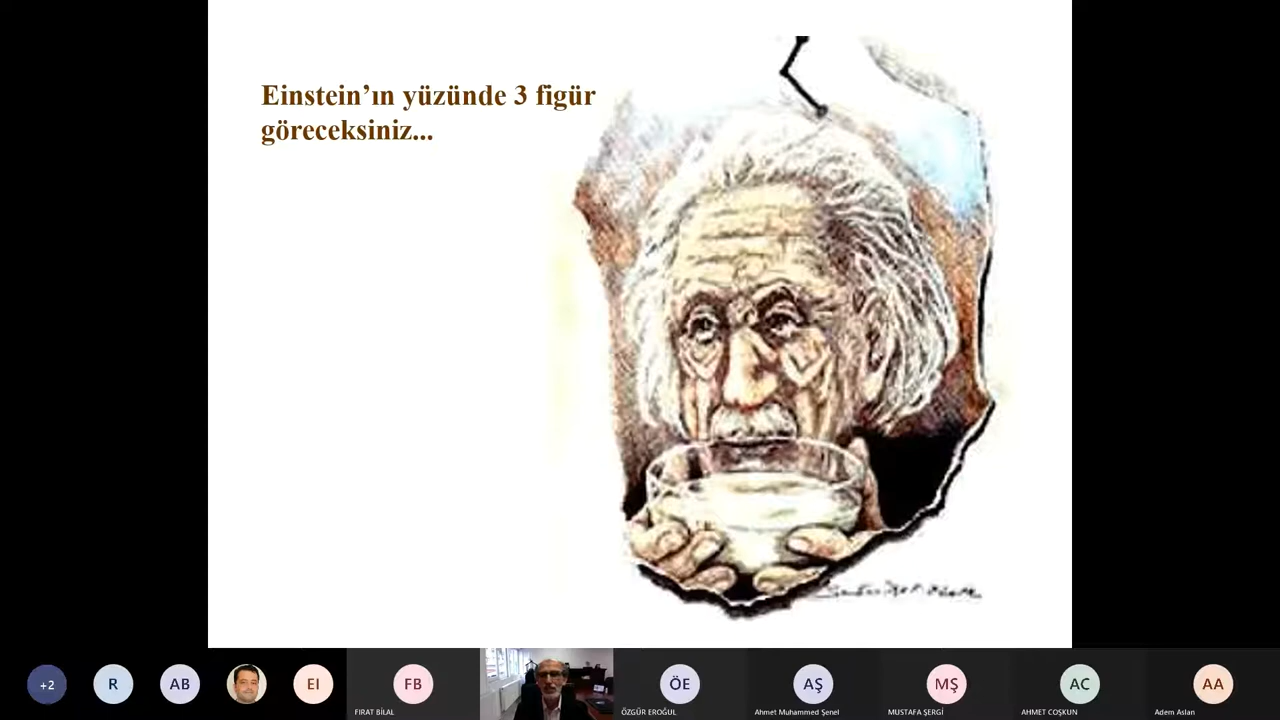 Einstein’ın yüzünde 3 figür
göreceksiniz...
+2
R
AB
EI
FB
FIRAT BİLAL
ÖE
ÖZGÜR EROĞUL
AŞ
Ahmet Muhammed Şenel
MŞ
MUSTAFA ŞERGİ
AC
AHMET COŞKUN
AA
Adem Aslan